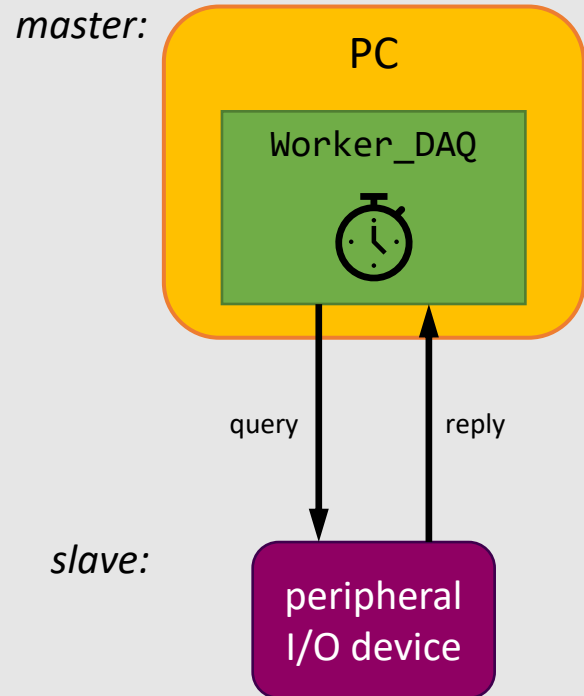 master:
PC
Worker_DAQ
query
reply
slave:
peripheral
I/O device